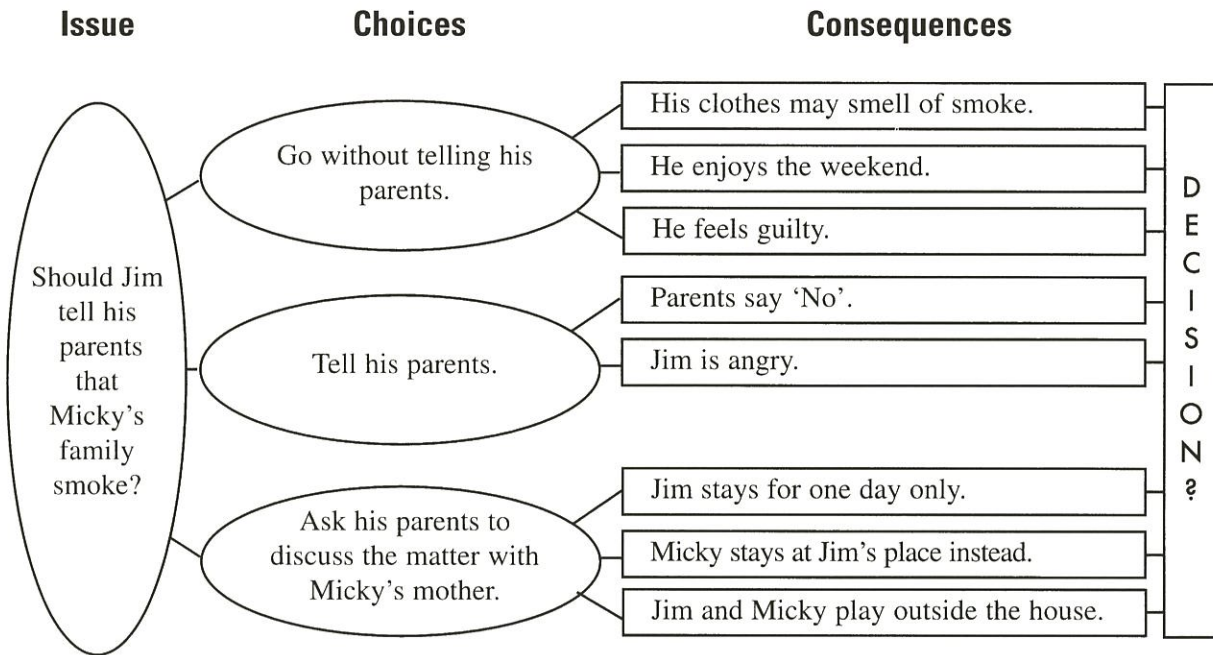 Issue
Choices
Consequences
Should Jim
tell his
parents
that
Micky's
family
smoke?
Go without telling his
parents.
His clothes may smell of smoke.
He enjoys the weekend.
He feels guilty.
Tell his parents.
Parents say ‘No’.
Jim is angry.
Ask his parents to
discuss the matter with
Micky's mother.
Jim stays for one day only.
Micky stays at Jim's place instead.
Jim and Micky play outside the house.
DECISION?